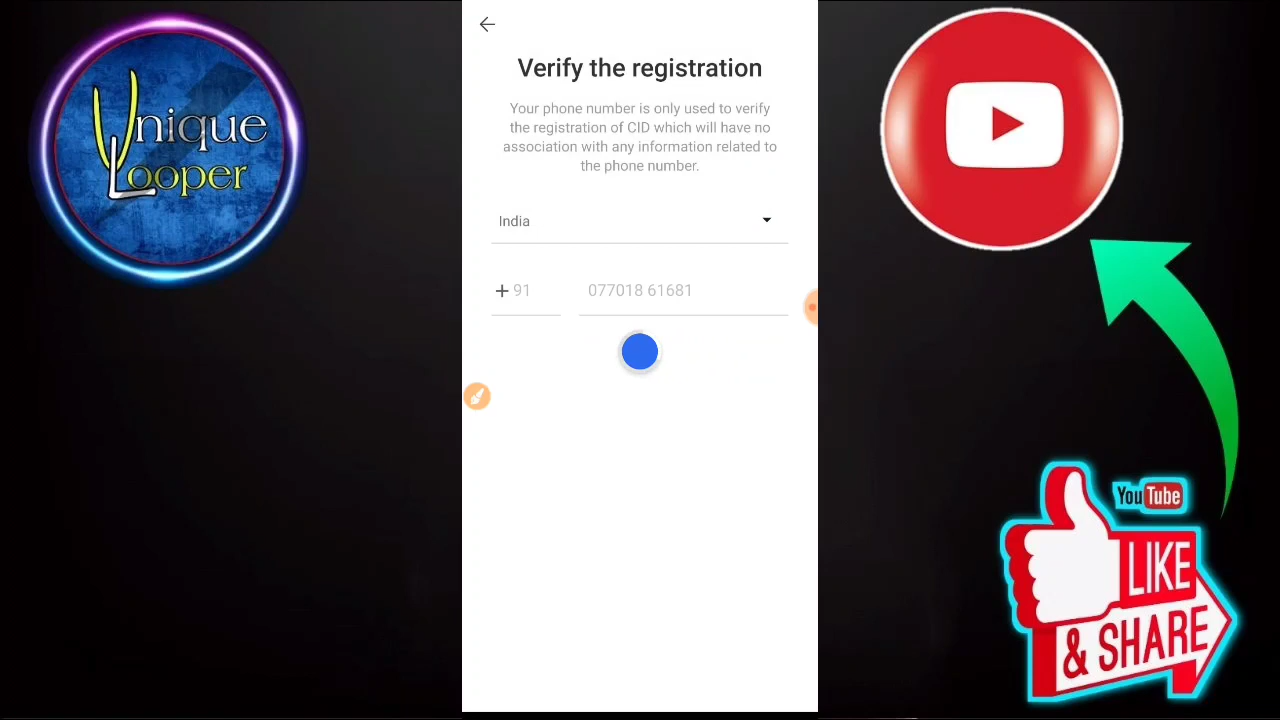 Unique
Looper
Verify the registration
Your phone number is only used to verify
the registration of CID which will have no
association with any information related to
the phone number.
India
+ 91 077018 61681
YouTube
LIKE
& SHARE